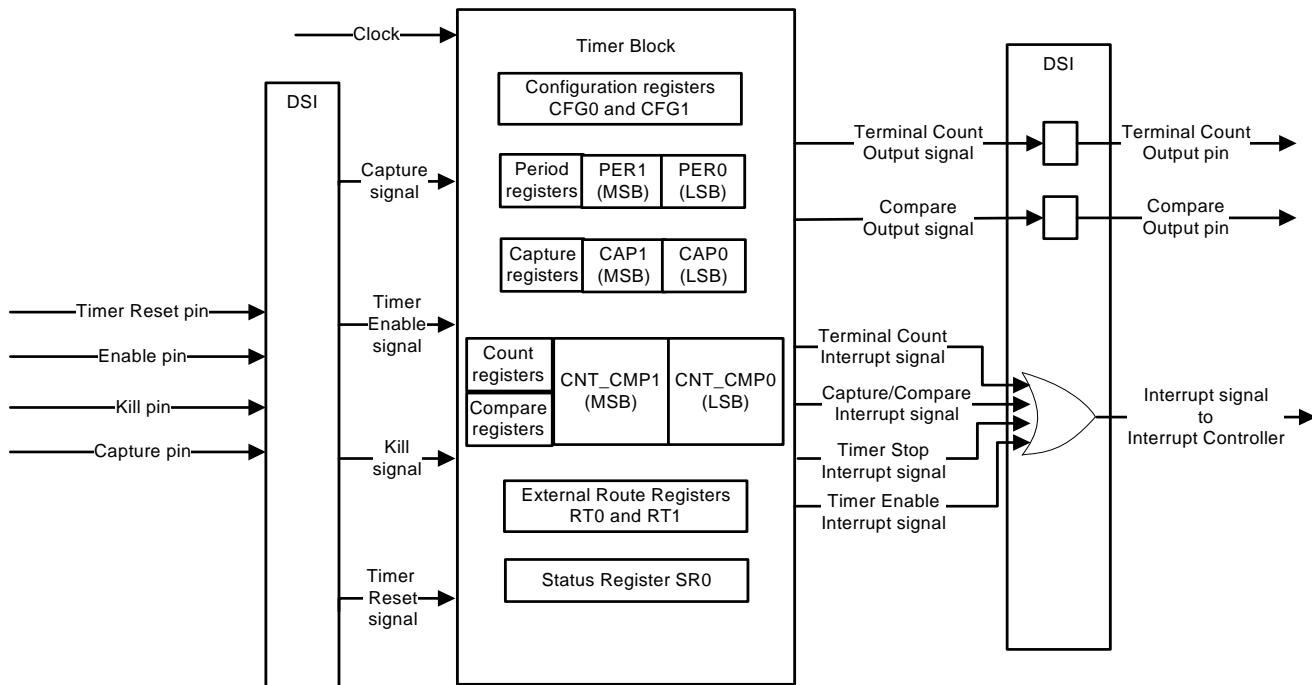 Clock
Timer Block
DSI
DSI
Configuration registers
CFG0 and CFG1
Terminal Count
Output signal
Terminal Count
Output pin
Capture
signal
Period
registers
PER1
(MSB)
PER0
(LSB)
Compare
Output signal
Compare
Output pin
Capture
registers
CAP1
(MSB)
CAP0
(LSB)
Timer Reset pin
Enable pin
Kill pin
Capture pin
Timer
Enable
signal
Count
registers
Compare
registers
CNT_CMP1
(MSB)
CNT_CMP0
(LSB)
Terminal Count
Interrupt signal
Capture/Compare
Interrupt signal
Timer Stop
Interrupt signal
Timer Enable
Interrupt signal
Interrupt signal
to
Interrupt Controller
Kill
signal
External Route Registers
RT0 and RT1
Status Register SR0
Timer
Reset
signal